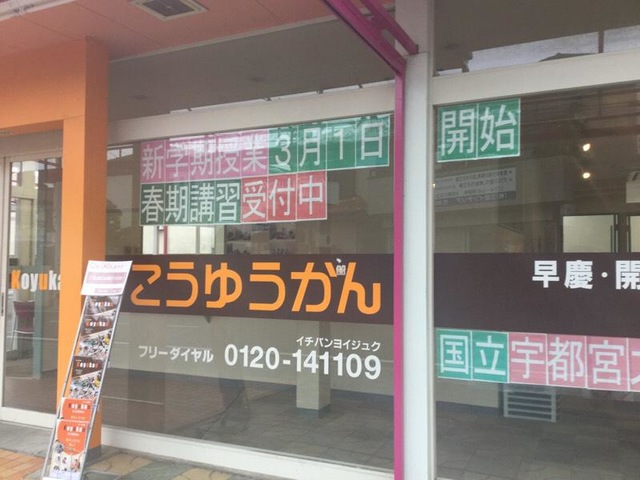 新学期授業3月1日開始
春期講習受付中
Koyuka
こうゆうかん
早慶・開
イチバンヨイジュク
フリーダイヤル 0120-141109
国立宇都宮